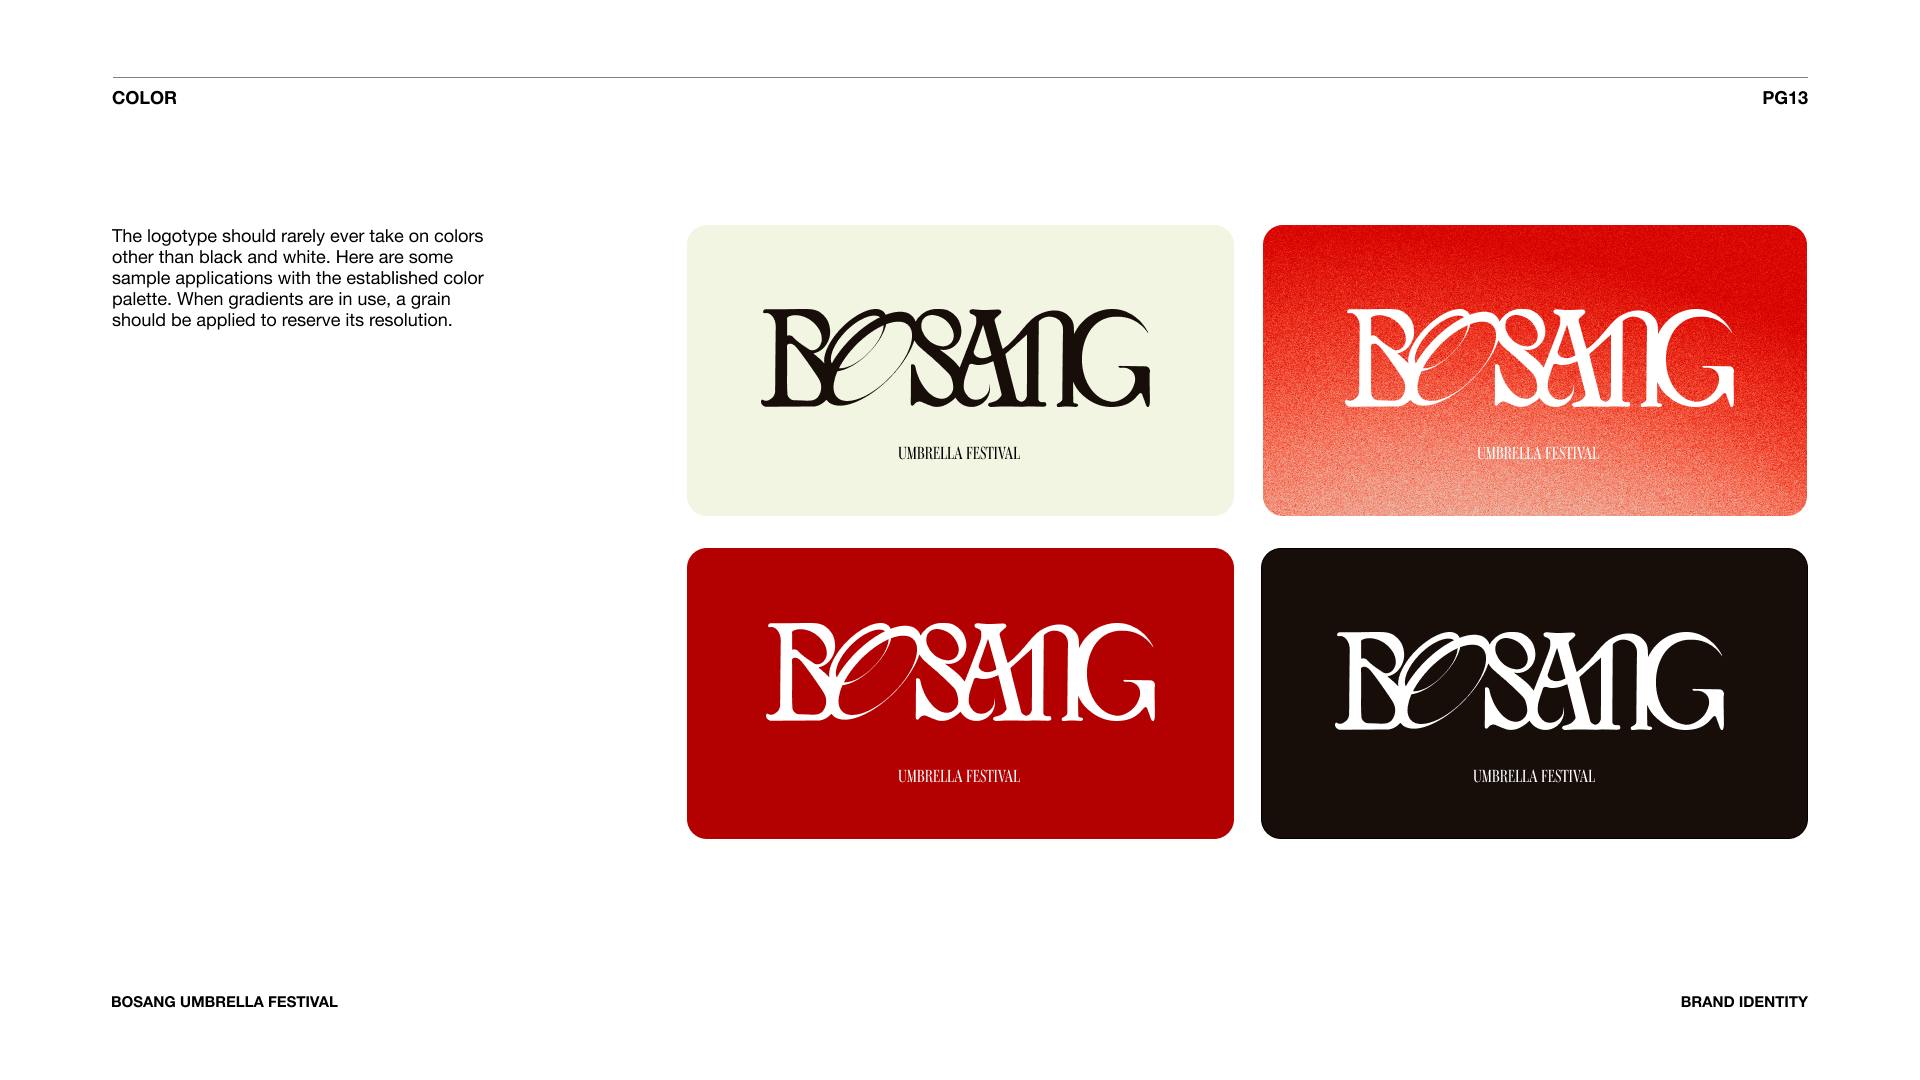 COLOR
PG13
The logotype should rarely ever take on colors
other than black and white. Here are some
sample applications with the established color
palette. When gradients are in use, a grain
should be applied to reserve its resolution.
BOSANG
UMBRELLA FESTIVAL
BOSANG
UMBRELLA FESTIVAL
BOSANG
UMBRELLA FESTIVAL
BOSANG
UMBRELLA FESTIVAL
BOSANG UMBRELLA FESTIVAL
BRAND IDENTITY